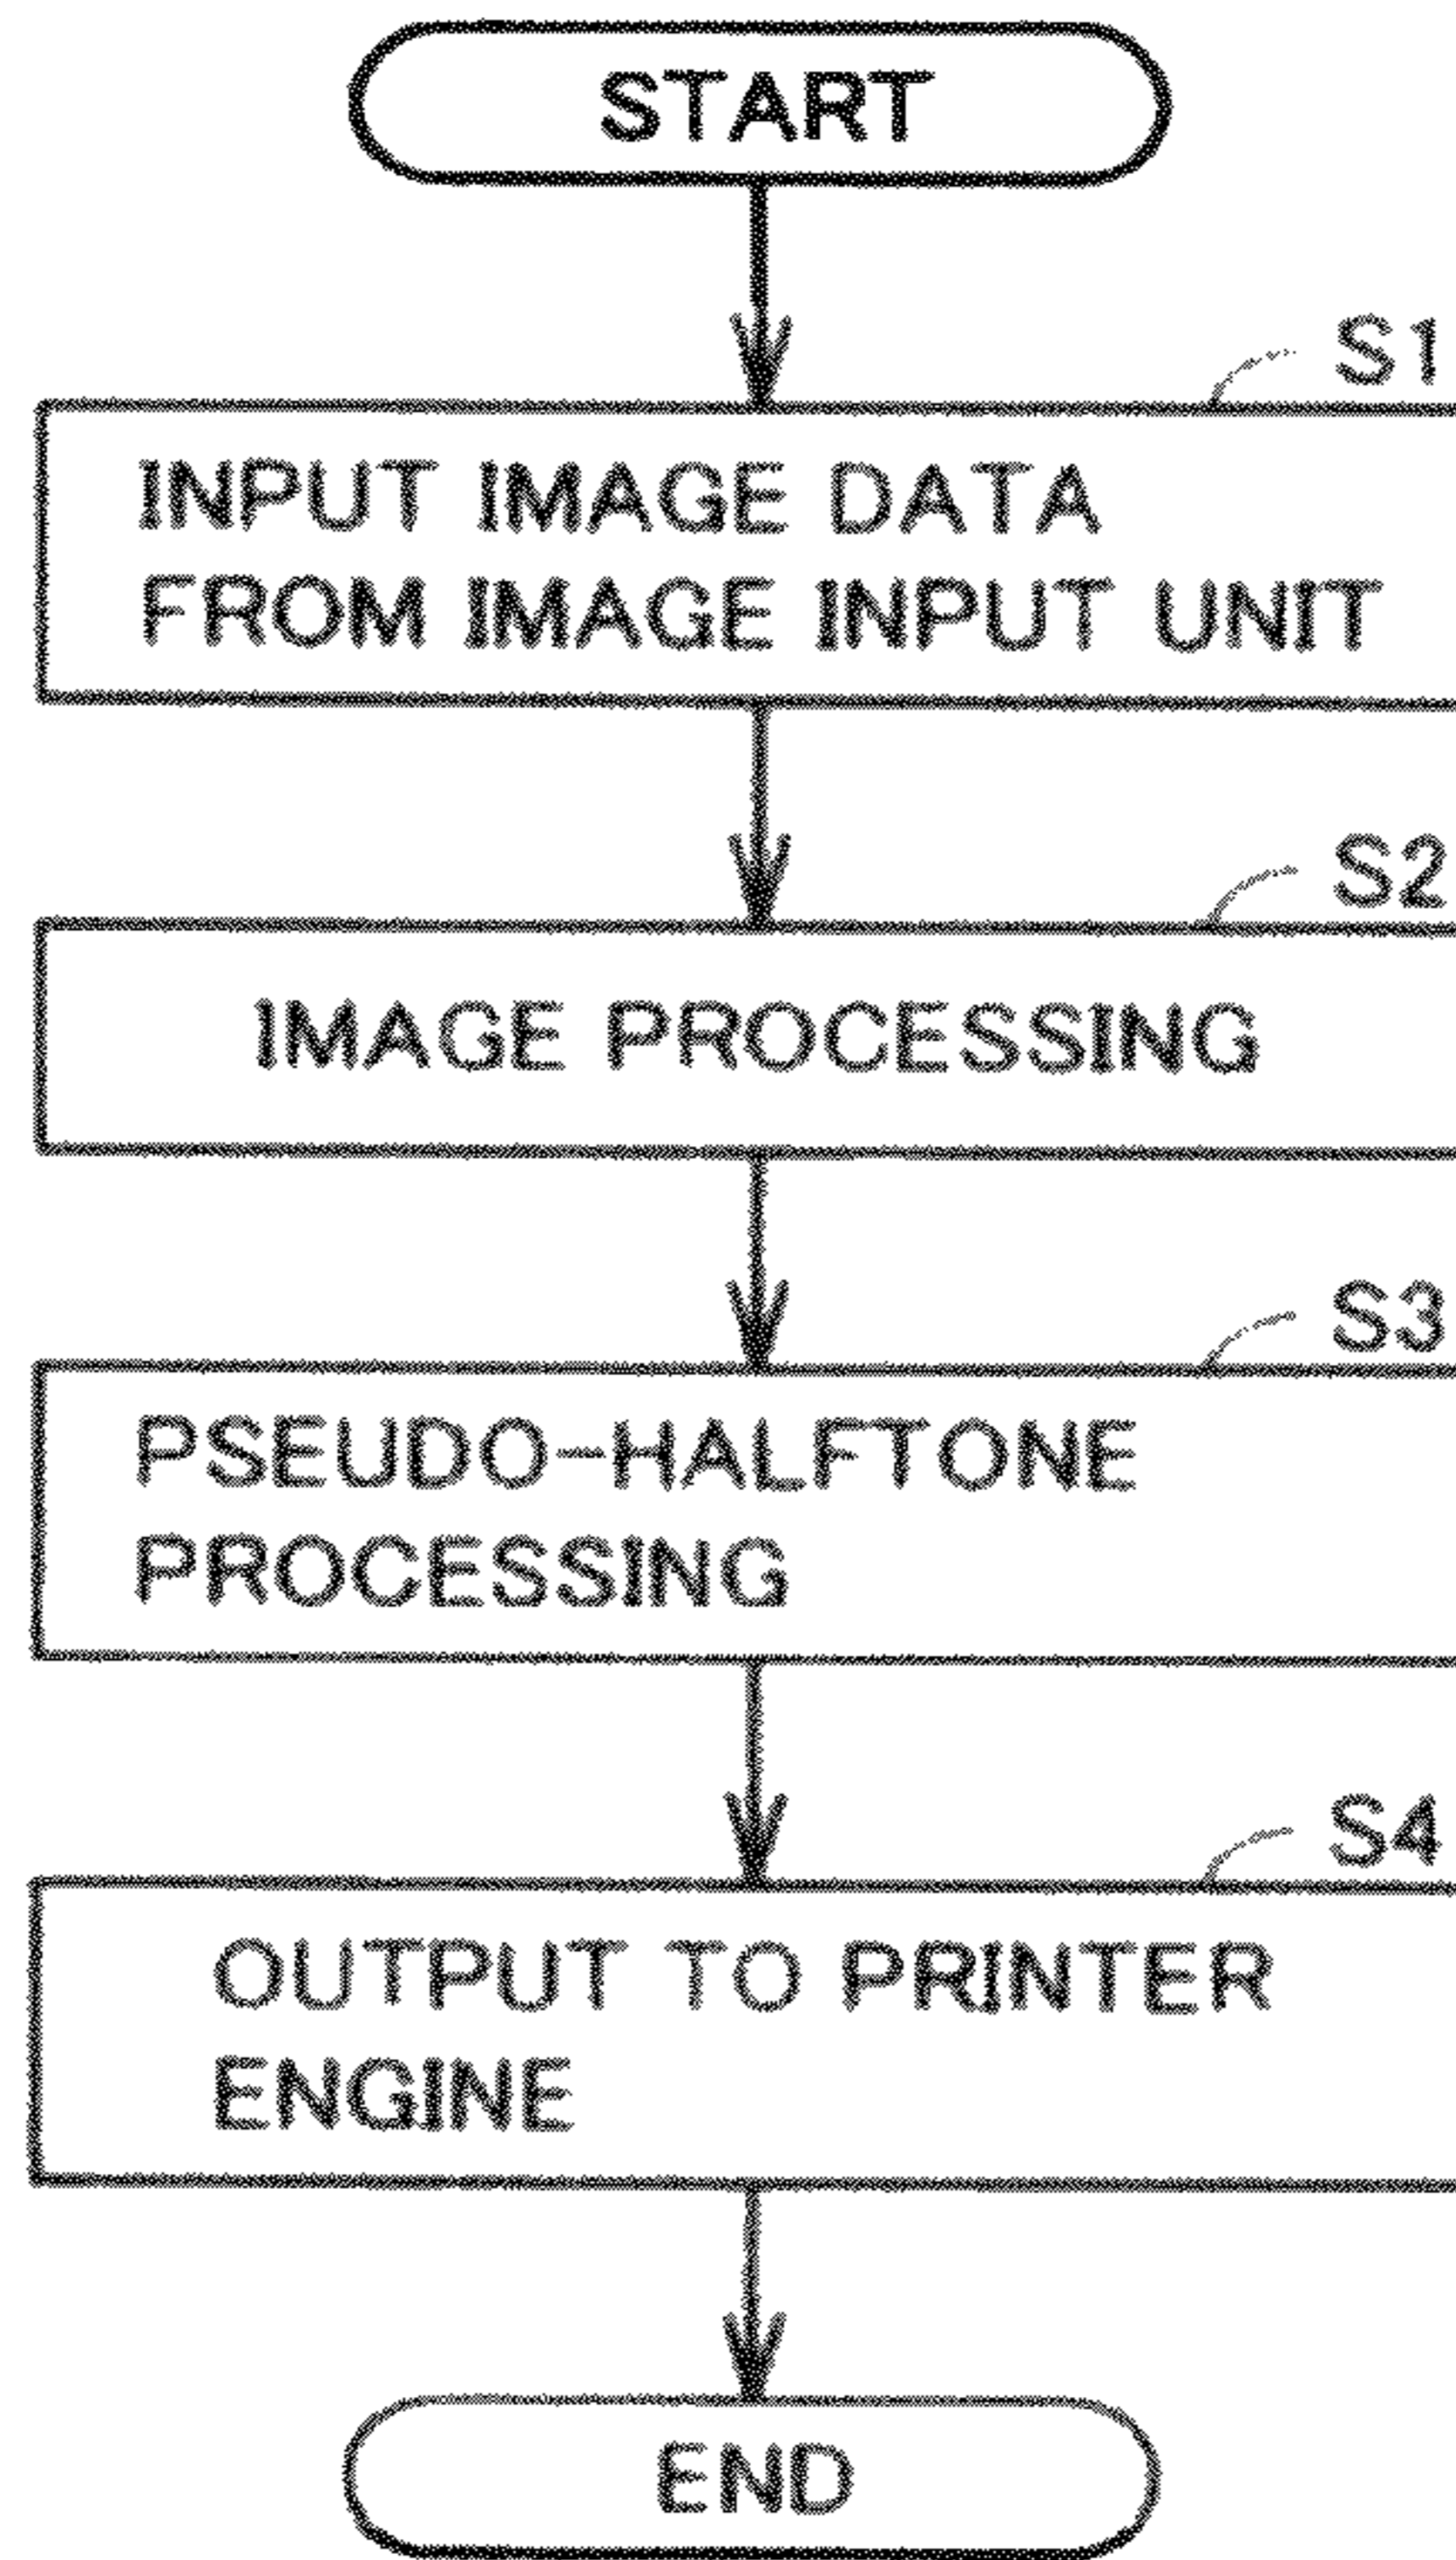 START
S1
INPUT IMAGE DATA
FROM IMAGE INPUT UNIT
S2
IMAGE PROCESSING
S3
PSEUDO-HALFTONE
PROCESSING
S4
OUTPUT TO PRINTER
ENGINE
END